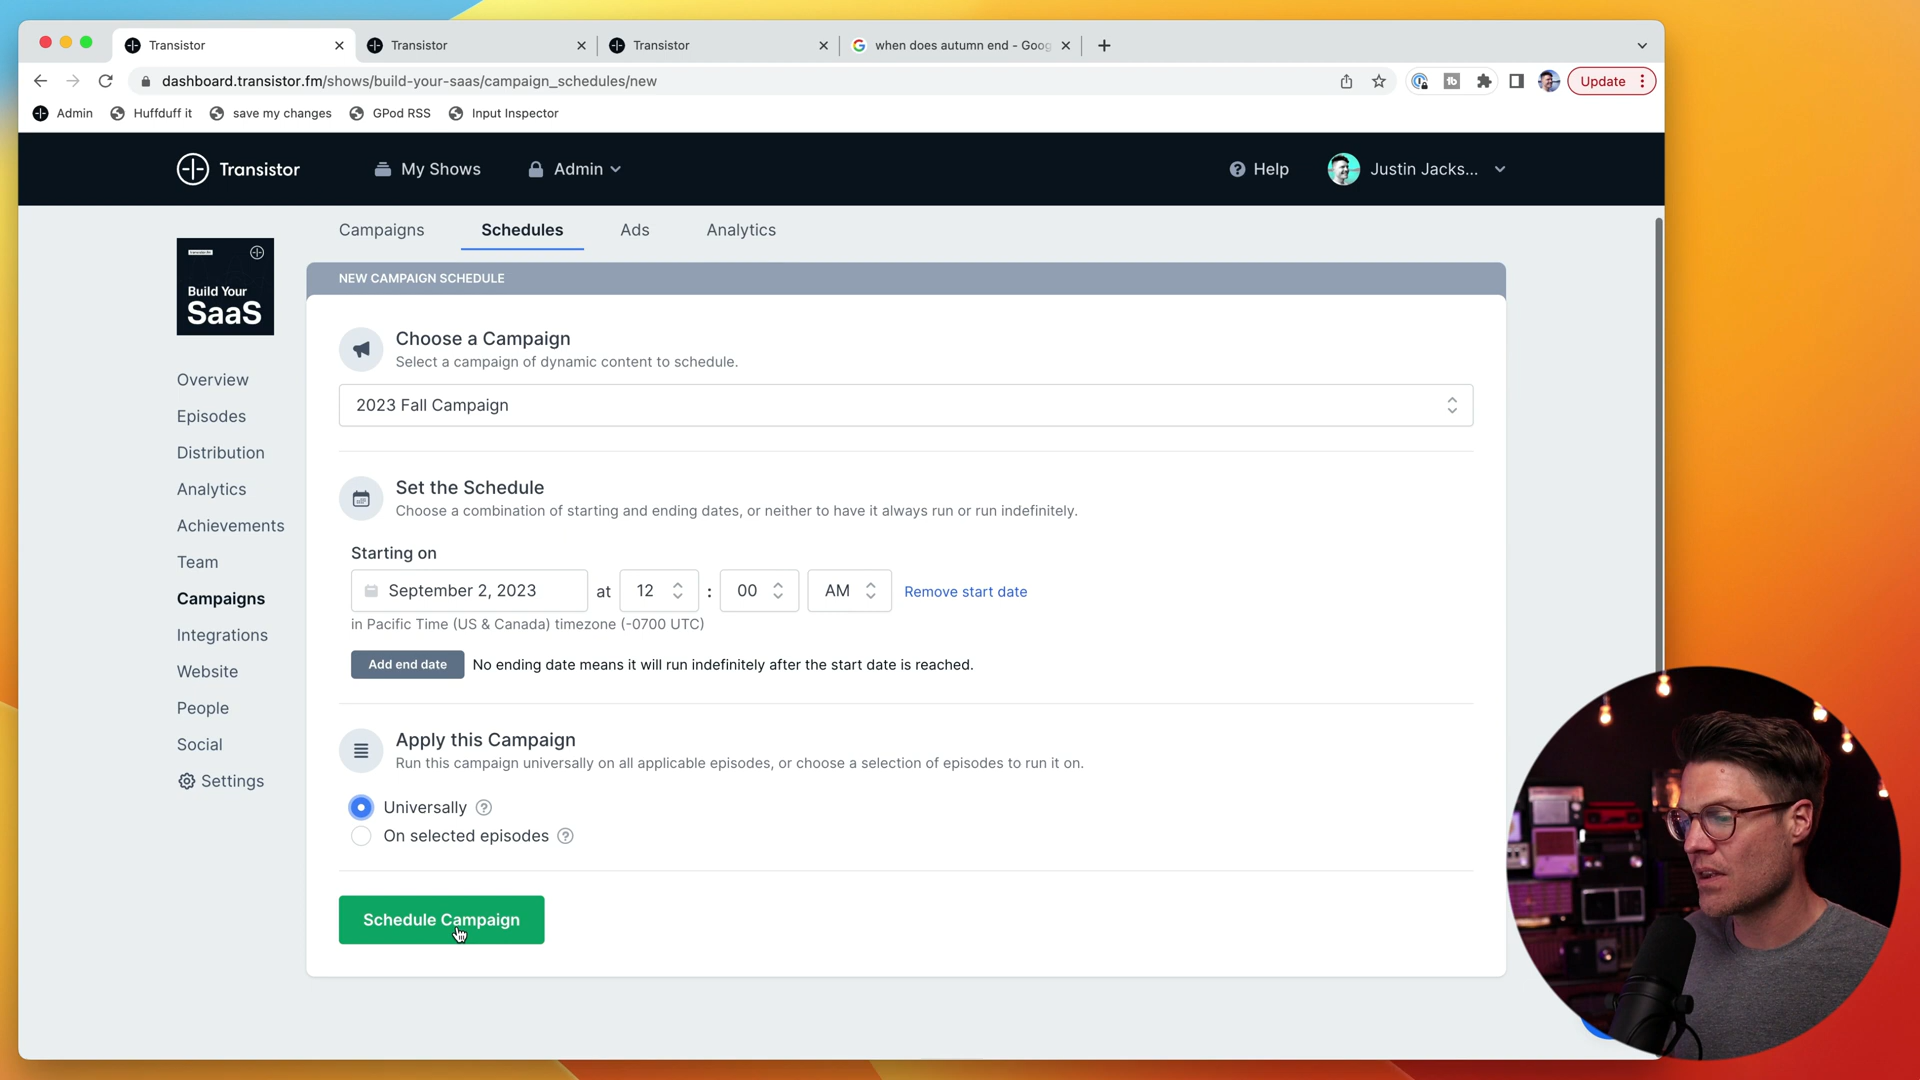 Transistor
Transistor
Transistor
when does autumn end - Goog
dashboard.transistor.fm/shows/build-your-saas/campaign_schedules/new
Update
Admin
Huffduff it
save my changes
GPod RSS
Input Inspector
Transistor
My Shows
Admin
Help
Justin Jacks...
Campaigns
Schedules
Ads
Analytics
Build Your
SaaS
Overview
Episodes
Distribution
Analytics
Achievements
Team
Campaigns
Integrations
Website
People
Social
Settings
NEW CAMPAIGN SCHEDULE
Choose a Campaign
Select a campaign of dynamic content to schedule.
2023 Fall Campaign
Set the Schedule
Choose a combination of starting and ending dates, or neither to have it always run or run indefinitely.
Starting on
September 2, 2023 at 12 : 00 AM Remove start date
in Pacific Time (US & Canada) timezone (-0700 UTC)
Add end date No ending date means it will run indefinitely after the start date is reached.
Apply this Campaign
Run this campaign universally on all applicable episodes, or choose a selection of episodes to run it on.
Universally ?
On selected episodes ?
Schedule Campaign